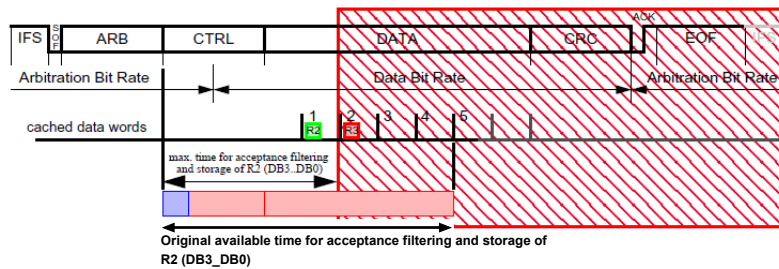 ACK
IFS SOF ARB CTRL DATA CRC EOF IFS
Arbitration Bit Rate Data Bit Rate Arbitration Bit Rate
1 2 3 4 5
cached data words R2 R3
max. time for acceptance filtering
and storage of R2 (DB3..DB0)
Original available time for acceptance filtering and storage of
R2 (DB3_DB0)